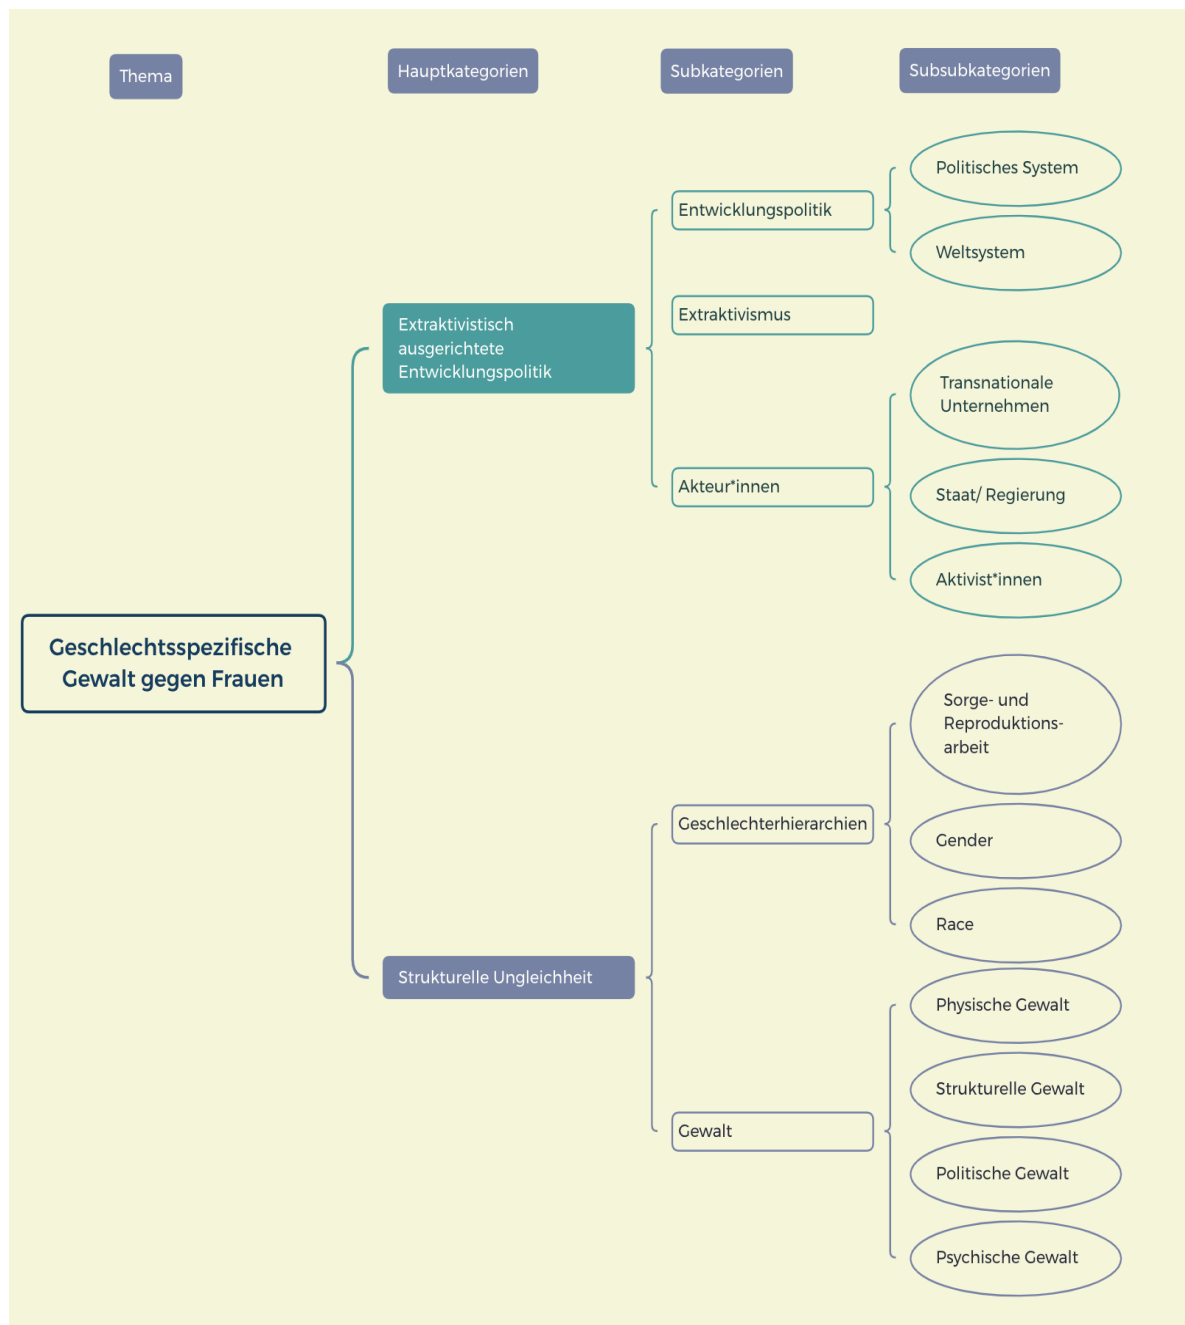 Thema
Hauptkategorien
Subkategorien
Subsubkategorien
Geschlechtsspezifische
Gewalt gegen Frauen
Extraktivistisch
ausgerichtete
Entwicklungspolitik
Entwicklungspolitik
Politisches System
Weltsystem
Extraktivismus
Akteur*innen
Transnationale
Unternehmen
Staat/ Regierung
Aktivist*innen
Strukturelle Ungleichheit
Geschlechterhierarchien
Sorge- und
Reproduktions-
arbeit
Gender
Race
Gewalt
Physische Gewalt
Strukturelle Gewalt
Politische Gewalt
Psychische Gewalt